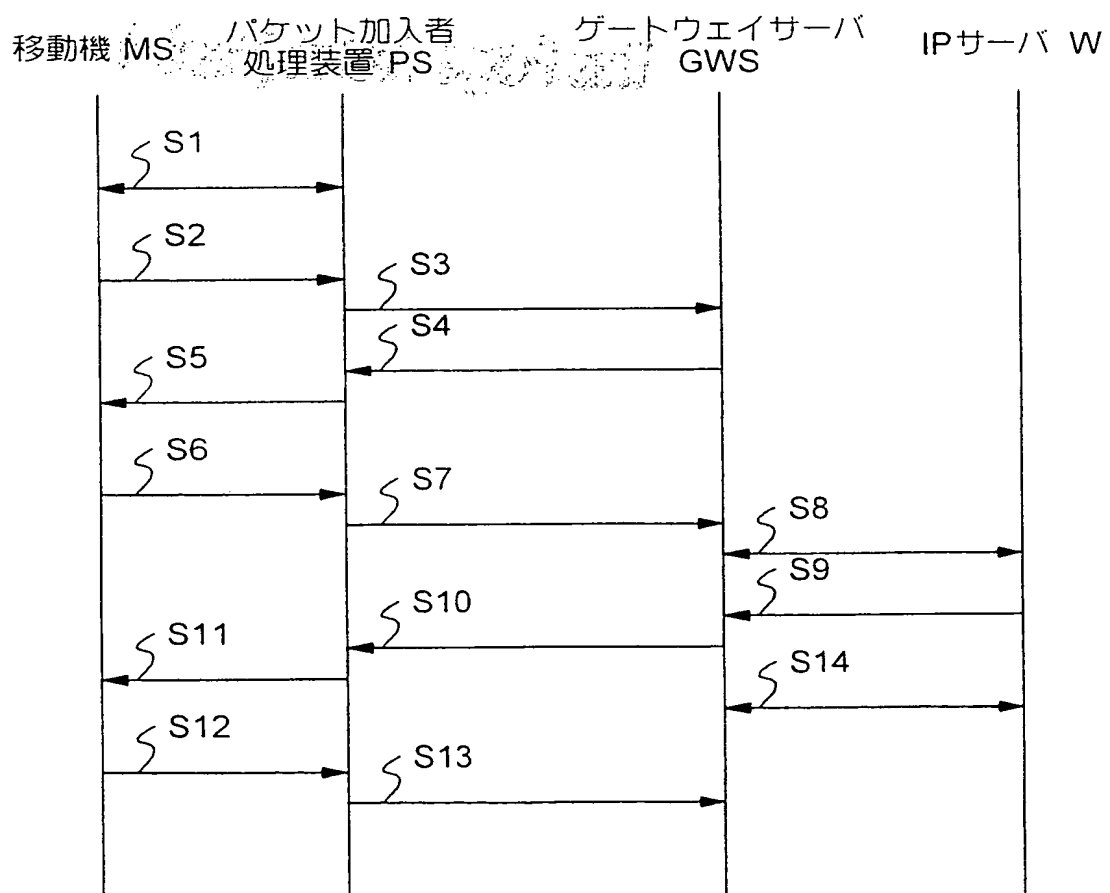 移動機 MS
パケット加入者
処理装置 PS
ゲートウェイサーバ
GWS
IPサーバ W
S1
S2
S3
S4
S5
S6
S7
S8
S9
S10
S11
S14
S12
S13